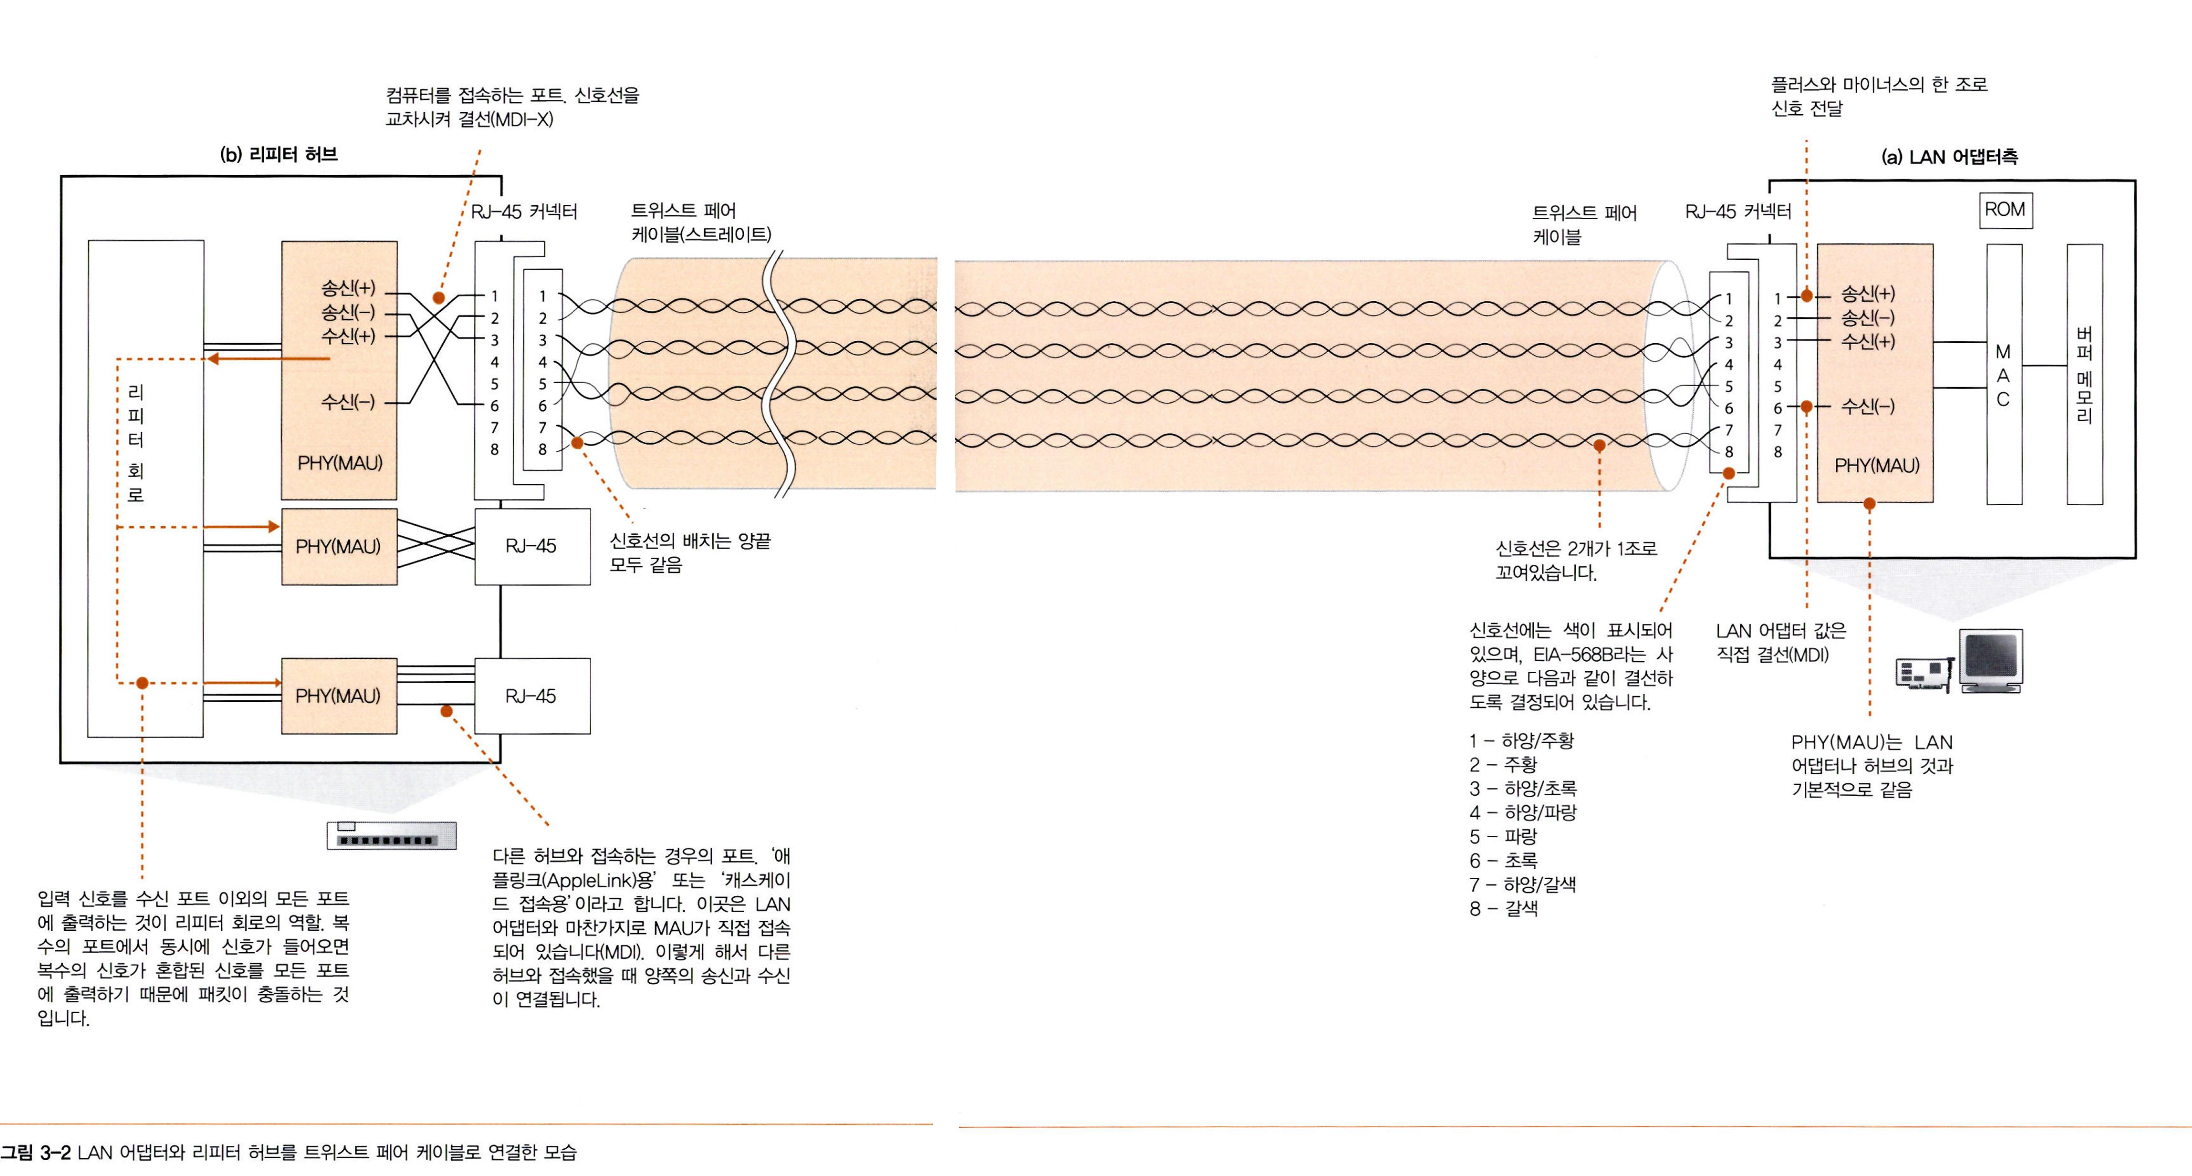 컴퓨터를 접속하는 포트. 신호선을
교차시켜 결선(MDI-X)
(b) 리피터 허브
RJ-45 커넥터
트위스트 페어
케이블(스트레이트)
송신(+)
송신(-)
수신(+)
수신(-)
PHY(MAU)
1
2
3
4
5
6
7
8
1
2
3
4
5
6
7
8
리피터 회로
PHY(MAU)
RJ-45
PHY(MAU)
RJ-45
신호선의 배치는 양끝
모두 같음
입력 신호를 수신 포트 이외의 모든 포트
에 출력하는 것이 리피터 회로의 역할. 복
수의 포트에서 동시에 신호가 들어오면
복수의 신호가 혼합된 신호를 모든 포트
에 출력하기 때문에 패킷이 충돌하는 것
입니다.
다른 허브와 접속하는 경우의 포트. ‘애
플링크(AppleLink)용’ 또는 ‘캐스케이
드 접속용’이라고 합니다. 이곳은 LAN
어댑터와 마찬가지로 MAU가 직접 접속
되어 있습니다(MDI). 이렇게 해서 다른
허브와 접속했을 때 양쪽의 송신과 수신
이 연결됩니다.
플러스와 마이너스의 한 조로
신호 전달
(a) LAN 어댑터측
트위스트 페어
케이블
RJ-45 커넥터
ROM
1
2
3
4
5
6
7
8
1
2
3
4
5
6
7
8
송신(+)
송신(-)
수신(+)
수신(-)
PHY(MAU)
MAC
버퍼 메모리
신호선은 2개가 1조로
꼬여있습니다.
신호선에는 색이 표시되어
있으며, EIA-568B라는 사
양으로 다음과 같이 결선하
도록 결정되어 있습니다.
1 - 하양/주황
2 - 주황
3 - 하양/초록
4 - 하양/파랑
5 - 파랑
6 - 초록
7 - 하양/갈색
8 - 갈색
LAN 어댑터 값은
직접 결선(MDI)
PHY(MAU)는 LAN
어댑터나 허브의 것과
기본적으로 같음
그림 3-2 LAN 어댑터와 리피터 허브를 트위스트 페어 케이블로 연결한 모습